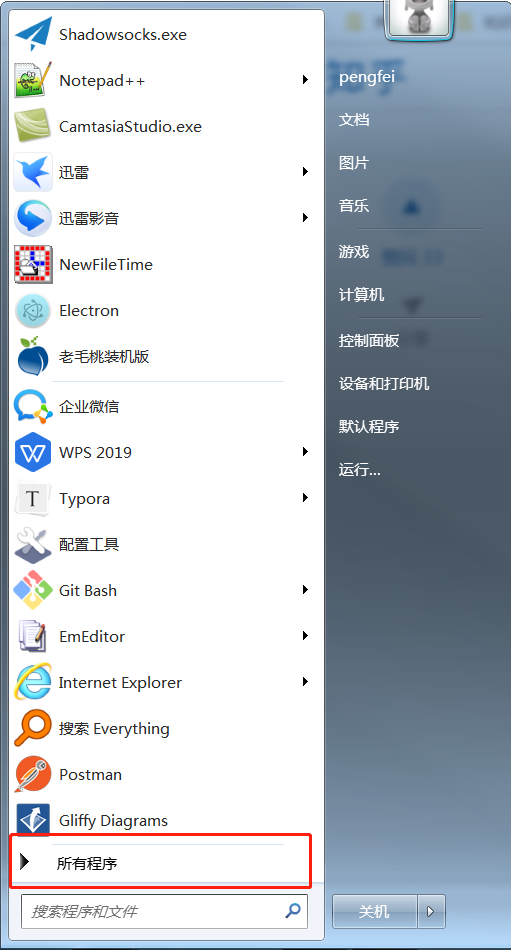 Shadowsocks.exe
Notepad++
CamtasiaStudio.exe
迅雷
迅雷影音
NewFileTime
Electron
老毛桃装机版
企业微信
WPS 2019
Typora
配置工具
Git Bash
EmEditor
Internet Explorer
搜索 Everything
Postman
Gliffy Diagrams
所有程序
搜索程序和文件
pengfei
文档
图片
音乐
游戏
计算机
控制面板
设备和打印机
默认程序
运行...
关机